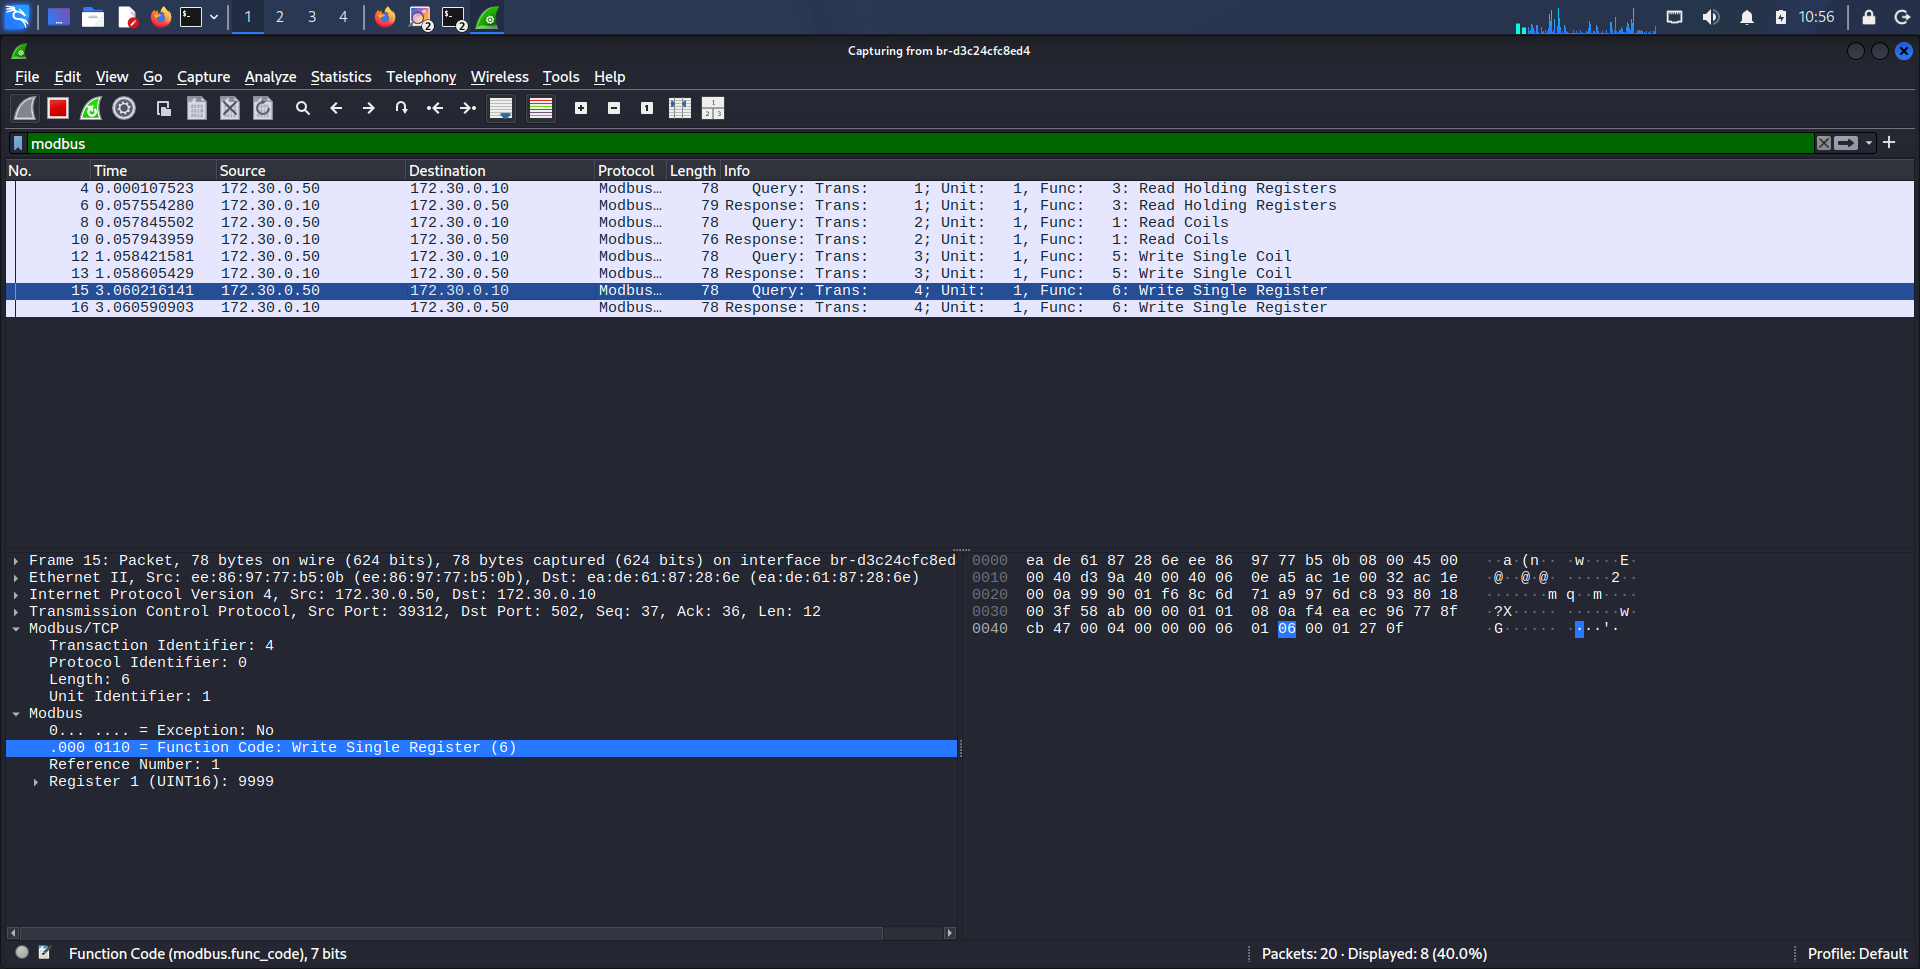 1 2 3 4 2 2 10:56
Capturing from br-d3c24cfc8ed4
File Edit View Go Capture Analyze Statistics Telephony Wireless Tools Help
modbus
No. Time Source Destination Protocol Length Info
4 0.000107523 172.30.0.50 172.30.0.10 Modbus… 78 Query: Trans: 1; Unit: 1, Func: 3: Read Holding Registers
6 0.057554280 172.30.0.10 172.30.0.50 Modbus… 79 Response: Trans: 1; Unit: 1, Func: 3: Read Holding Registers
8 0.057845502 172.30.0.50 172.30.0.10 Modbus… 78 Query: Trans: 2; Unit: 1, Func: 1: Read Coils
10 0.057943959 172.30.0.10 172.30.0.50 Modbus… 76 Response: Trans: 2; Unit: 1, Func: 1: Read Coils
12 1.058421581 172.30.0.50 172.30.0.10 Modbus… 78 Query: Trans: 3; Unit: 1, Func: 5: Write Single Coil
13 1.058605429 172.30.0.10 172.30.0.50 Modbus… 78 Response: Trans: 3; Unit: 1, Func: 5: Write Single Coil
15 3.060216141 172.30.0.50 172.30.0.10 Modbus… 78 Query: Trans: 4; Unit: 1, Func: 6: Write Single Register
16 3.060590903 172.30.0.10 172.30.0.50 Modbus… 78 Response: Trans: 4; Unit: 1, Func: 6: Write Single Register
Frame 15: Packet, 78 bytes on wire (624 bits), 78 bytes captured (624 bits) on interface br-d3c24cfc8ed
Ethernet II, Src: ee:86:97:77:b5:0b (ee:86:97:77:b5:0b), Dst: ea:de:61:87:28:6e (ea:de:61:87:28:6e)
Internet Protocol Version 4, Src: 172.30.0.50, Dst: 172.30.0.10
Transmission Control Protocol, Src Port: 39312, Dst Port: 502, Seq: 37, Ack: 36, Len: 12
Modbus/TCP
Transaction Identifier: 4
Protocol Identifier: 0
Length: 6
Unit Identifier: 1
Modbus
0... .... = Exception: No
.000 0110 = Function Code: Write Single Register (6)
Reference Number: 1
Register 1 (UINT16): 9999
0000 ea de 61 87 28 6e ee 86 97 77 b5 0b 08 00 45 00 ··a·(n·· ·w····E·
0010 00 40 d3 9a 40 00 40 06 0e a5 ac 1e 00 32 ac 1e ·@··@·@· ·····2··
0020 00 0a 99 90 01 f6 8c 6d 71 a9 97 6d c8 93 80 18 ·······m q··m····
0030 00 3f 58 ab 00 00 01 01 08 0a f4 ea ec 96 77 8f ·?X····· ······w·
0040 cb 47 00 04 00 00 00 06 01 06 00 01 27 0f ·G······ ····'·
Function Code (modbus.func_code), 7 bits
Packets: 20 · Displayed: 8 (40.0%)
Profile: Default